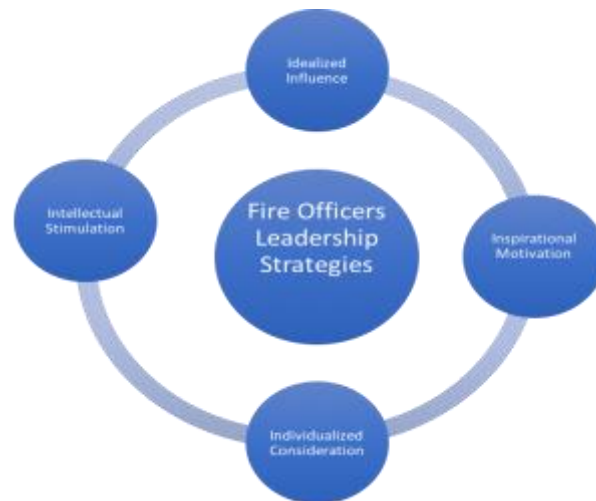 Idealized
Influence
Intellectual
Stimulation
Fire Officers
Leadership
Strategies
Inspirational
Motivation
Individualized
Consideration